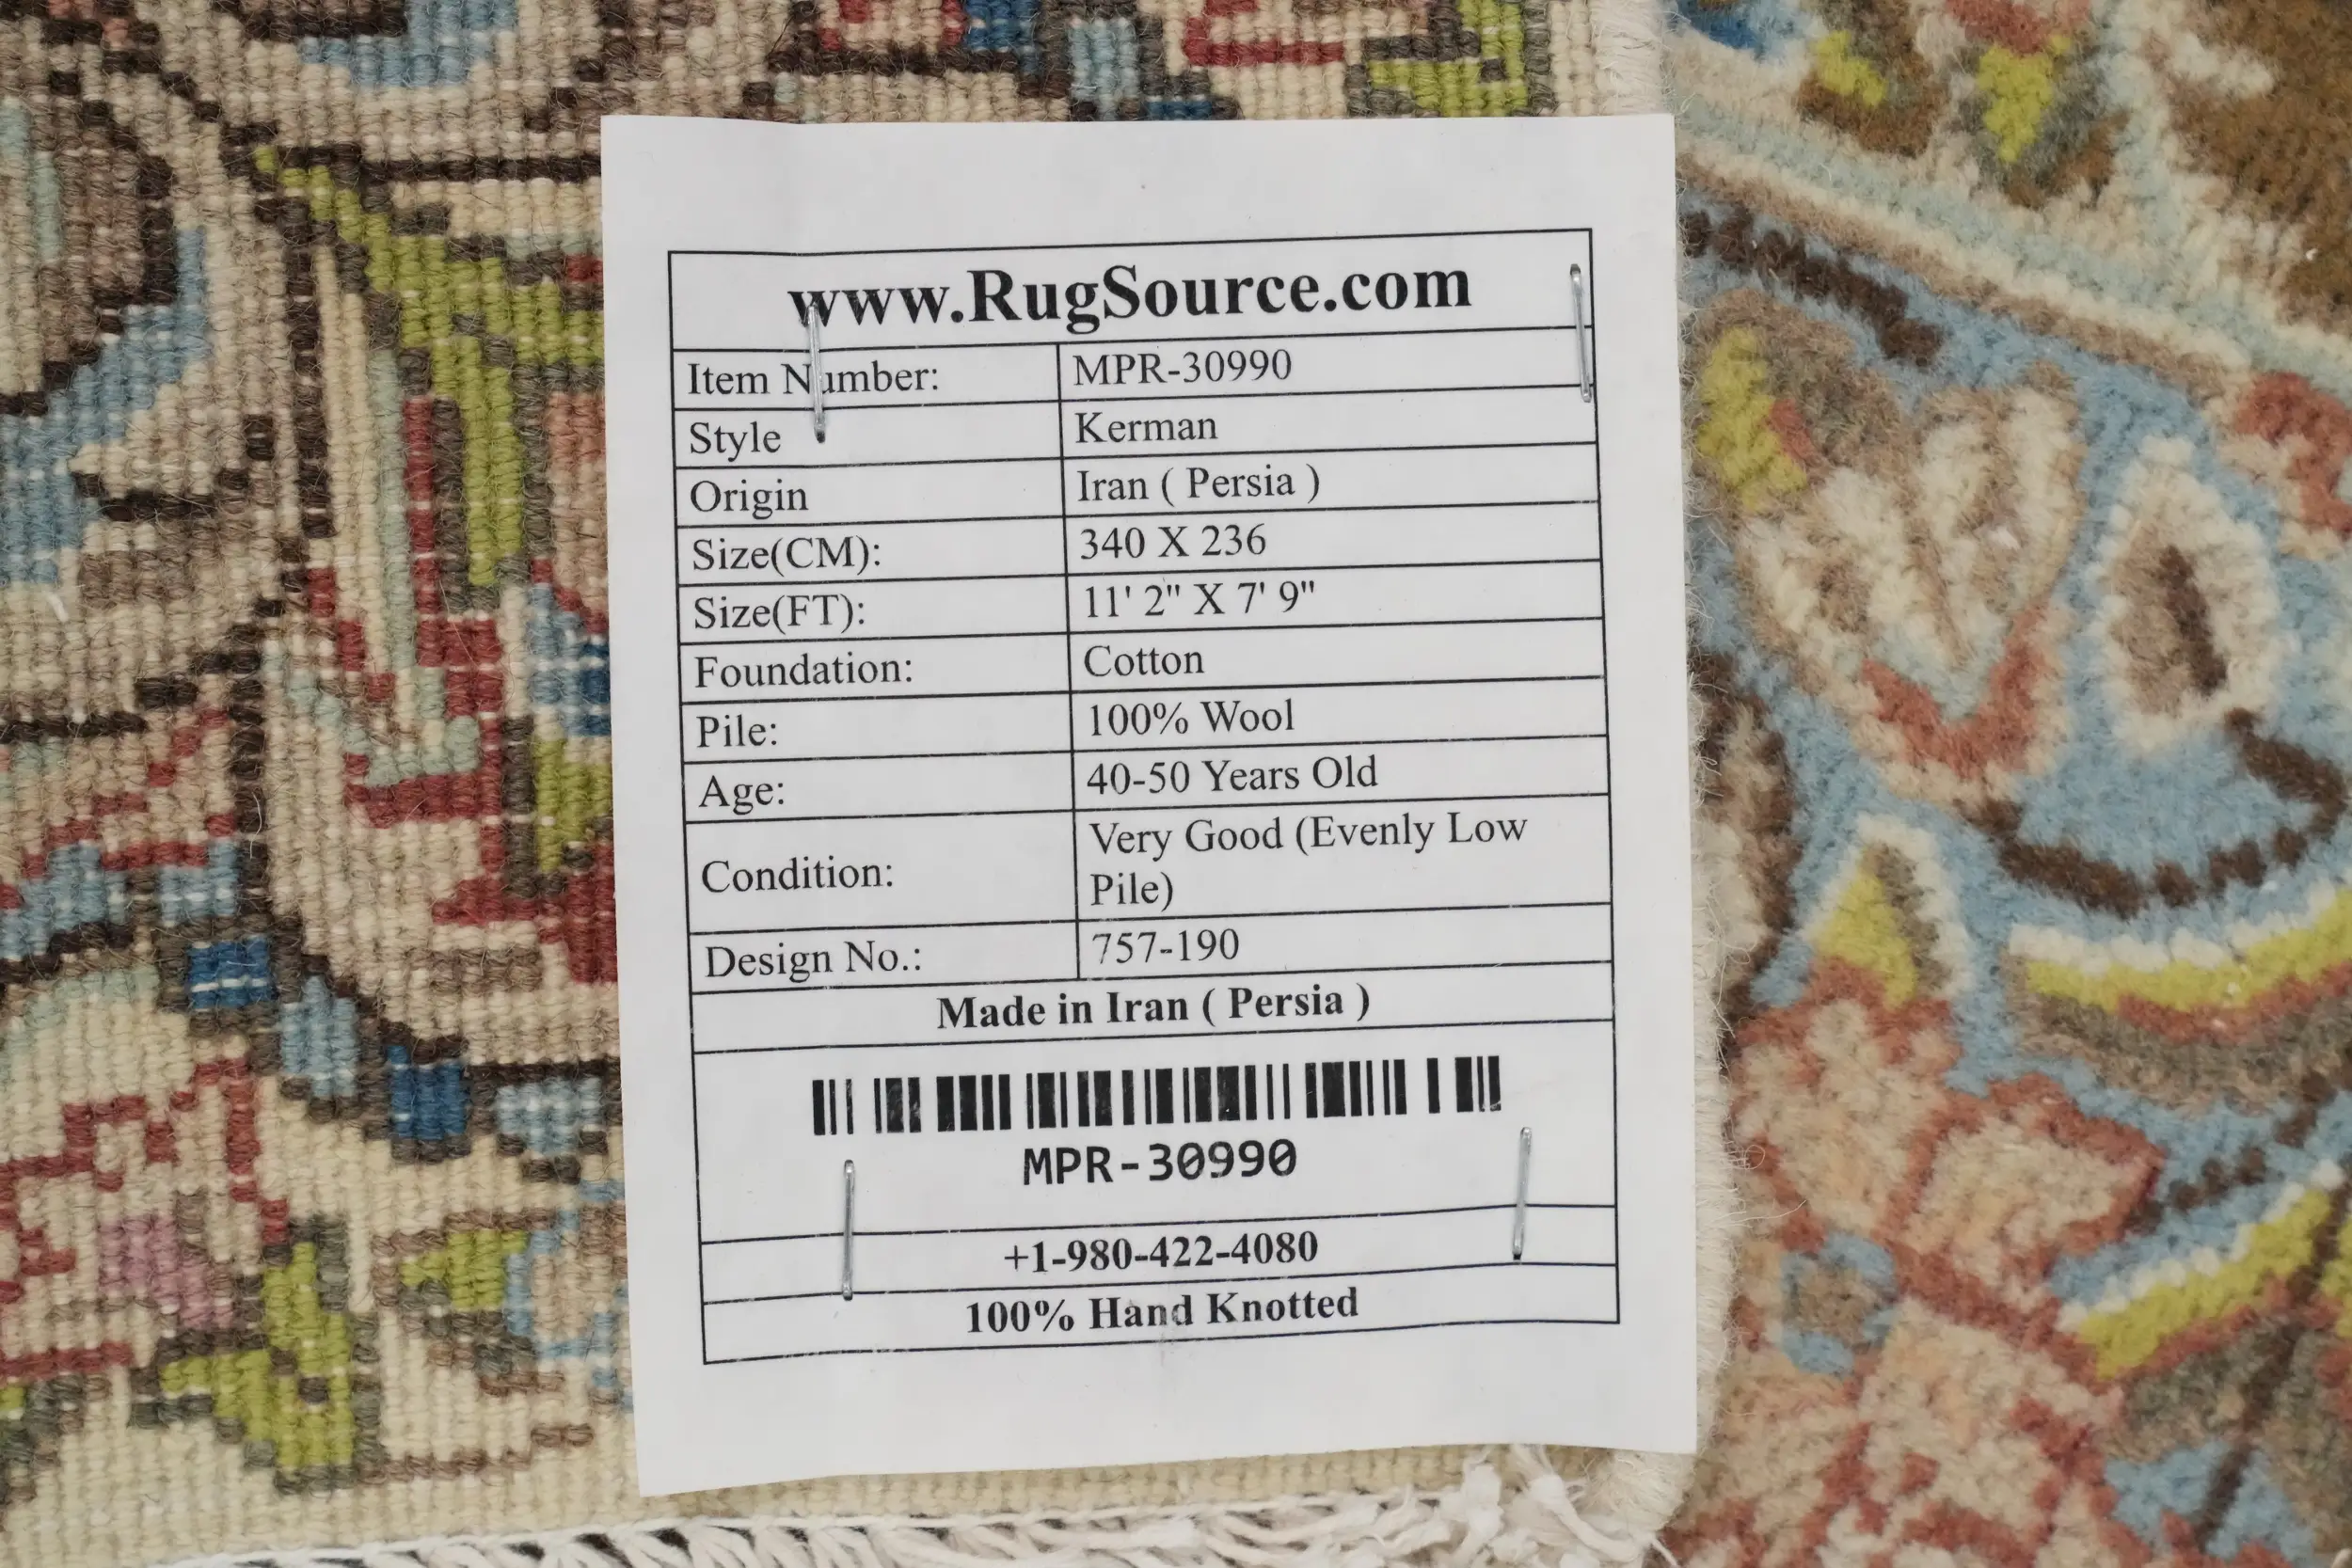 www.RugSource.com
Item Number: MPR-30990
Style Kerman
Origin Iran ( Persia )
Size(CM): 340 X 236
Size(FT): 11' 2" X 7' 9"
Foundation: Cotton
Pile: 100% Wool
Age: 40-50 Years Old
Condition: Very Good (Evenly Low
Pile)
Design No.: 757-190
Made in Iran ( Persia )
MPR-30990
+1-980-422-4080
100% Hand Knotted